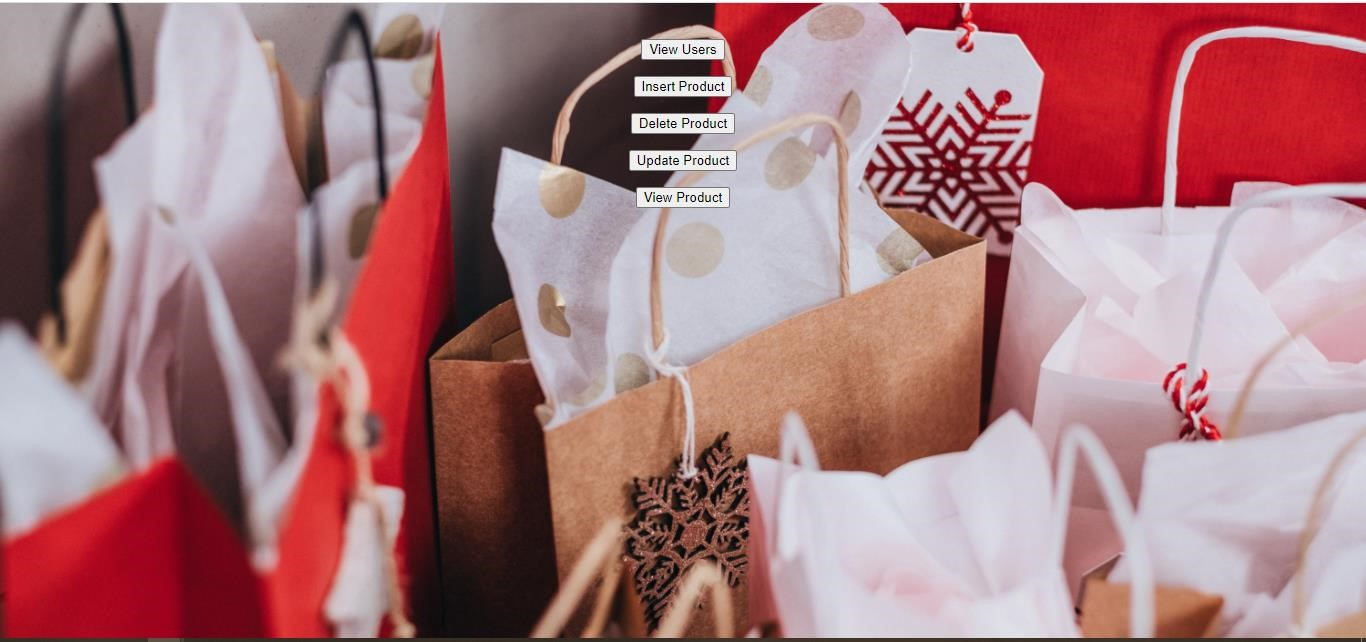 View Users
Insert Product
Delete Product
Update Product
View Product